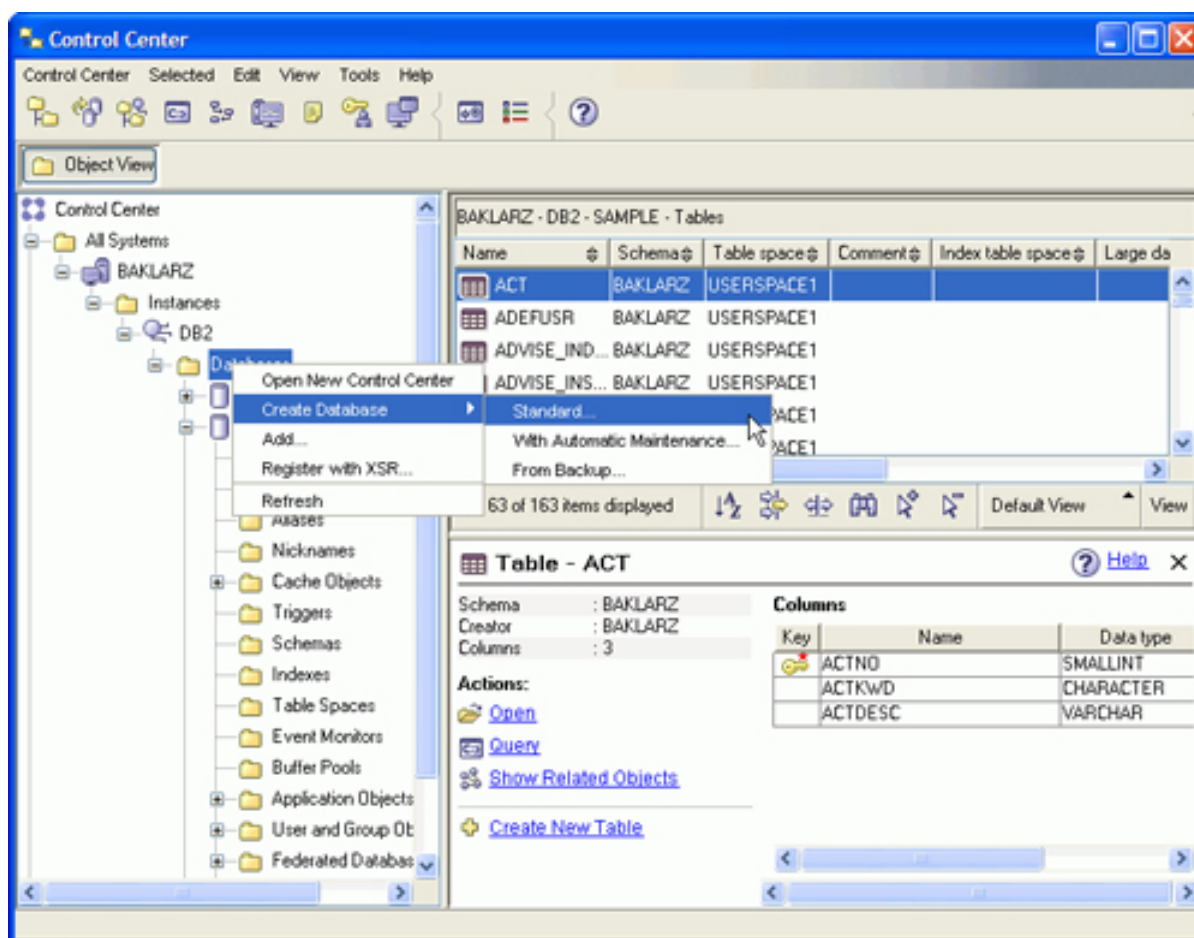 Control Center
Control Center Selected Edit View Tools Help
Object View
Control Center
All Systems
BAKLARZ
Instances
DB2
Open New Control Center
Create Database
Add...
Register with XSR...
Refresh
Standard...
With Automatic Maintenance...
From Backup...
Aliases
Nicknames
Cache Objects
Triggers
Schemas
Indexes
Table Spaces
Event Monitors
Buffer Pools
Application Objects
User and Group Ob
Federated Databas
BAKLARZ - DB2 - SAMPLE - Tables
Name Schema Table space Comment Index table space Large da
ACT BAKLARZ USERSPACE1
ADEFUSR BAKLARZ USERSPACE1
ADVISE_IND... BAKLARZ USERSPACE1
ADVISE_INS... BAKLARZ USERSPACE1
PACE1
PACE1
63 of 163 items displayed Default View View
Table - ACT Help
Schema : BAKLARZ
Creator : BAKLARZ
Columns : 3
Actions:
Open
Query
Show Related Objects
Create New Table
Columns
Key Name Data type
ACTNO SMALLINT
ACTKWD CHARACTER
ACTDESC VARCHAR